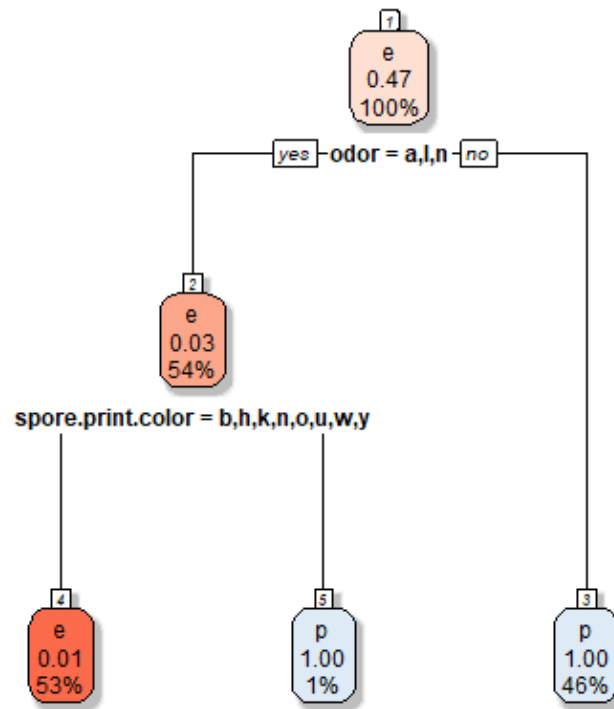 1
e
0.47
100%
yes odor = a,l,n no
2
e
0.03
54%
spore.print.color = b,h,k,n,o,u,w,y
4
e
0.01
53%
5
p
1.00
1%
3
p
1.00
46%